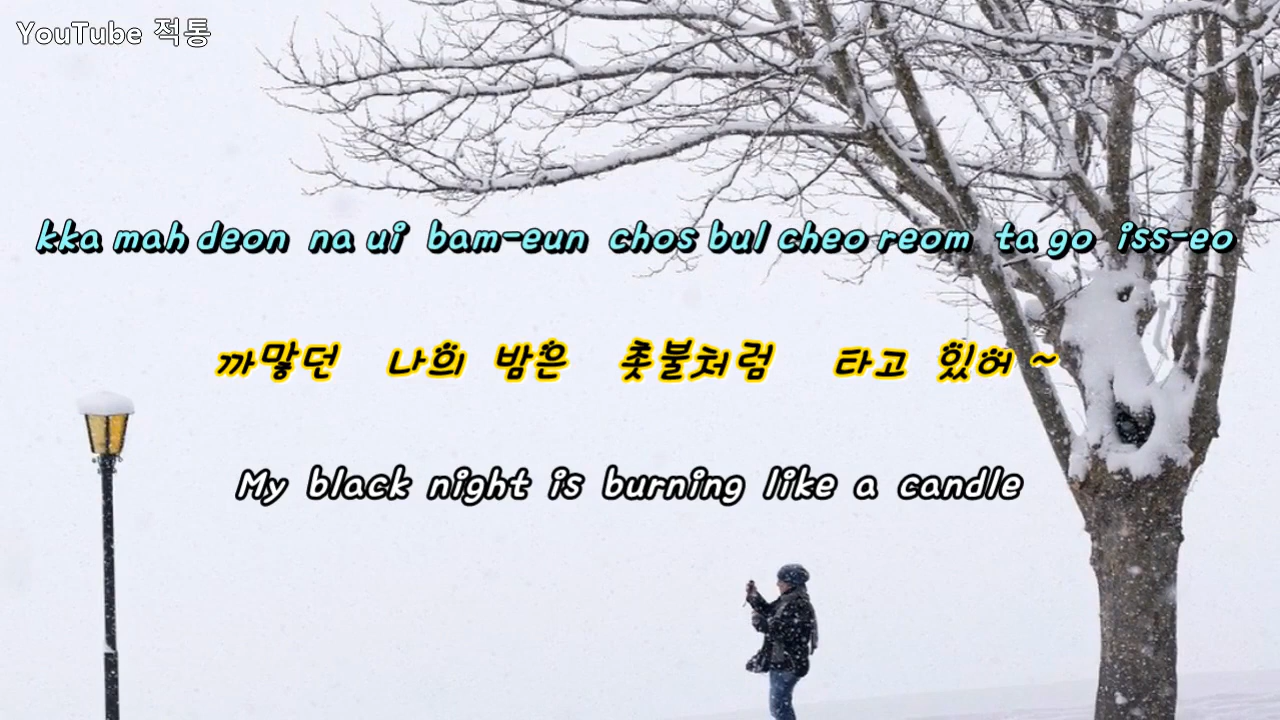 YouTube 적통
kka mah deon na ui bam-eun chos bul cheo reom ta go iss-eo
까맣던 나의 밤은 촛불처럼 타고 있어 ~
My black night is burning like a candle